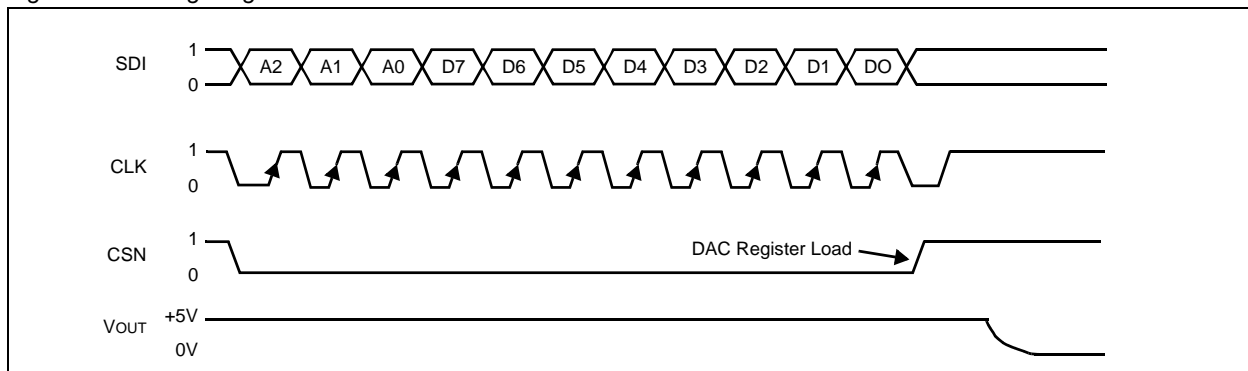 SDI 1 0 A2 A1 A0 D7 D6 D5 D4 D3 D2 D1 DO
CLK 1 0
CSN 1 0 DAC Register Load
VOUT +5V 0V